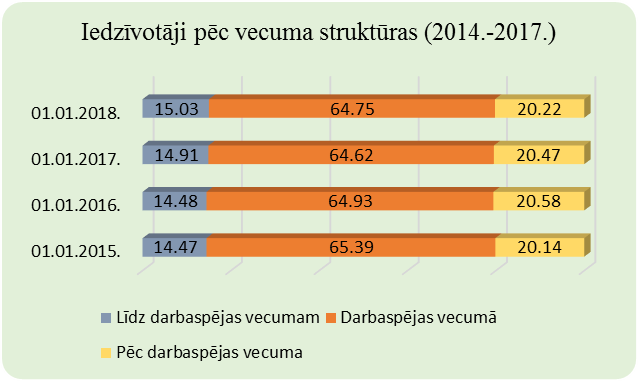 Iedzīvotāji pēc vecuma struktūras (2014.-2017.)
01.01.2018. 15.03 64.75 20.22
01.01.2017. 14.91 64.62 20.47
01.01.2016. 14.48 64.93 20.58
01.01.2015. 14.47 65.39 20.14
Līdz darbaspējas vecumam Darbaspējas vecumā
Pēc darbaspējas vecuma